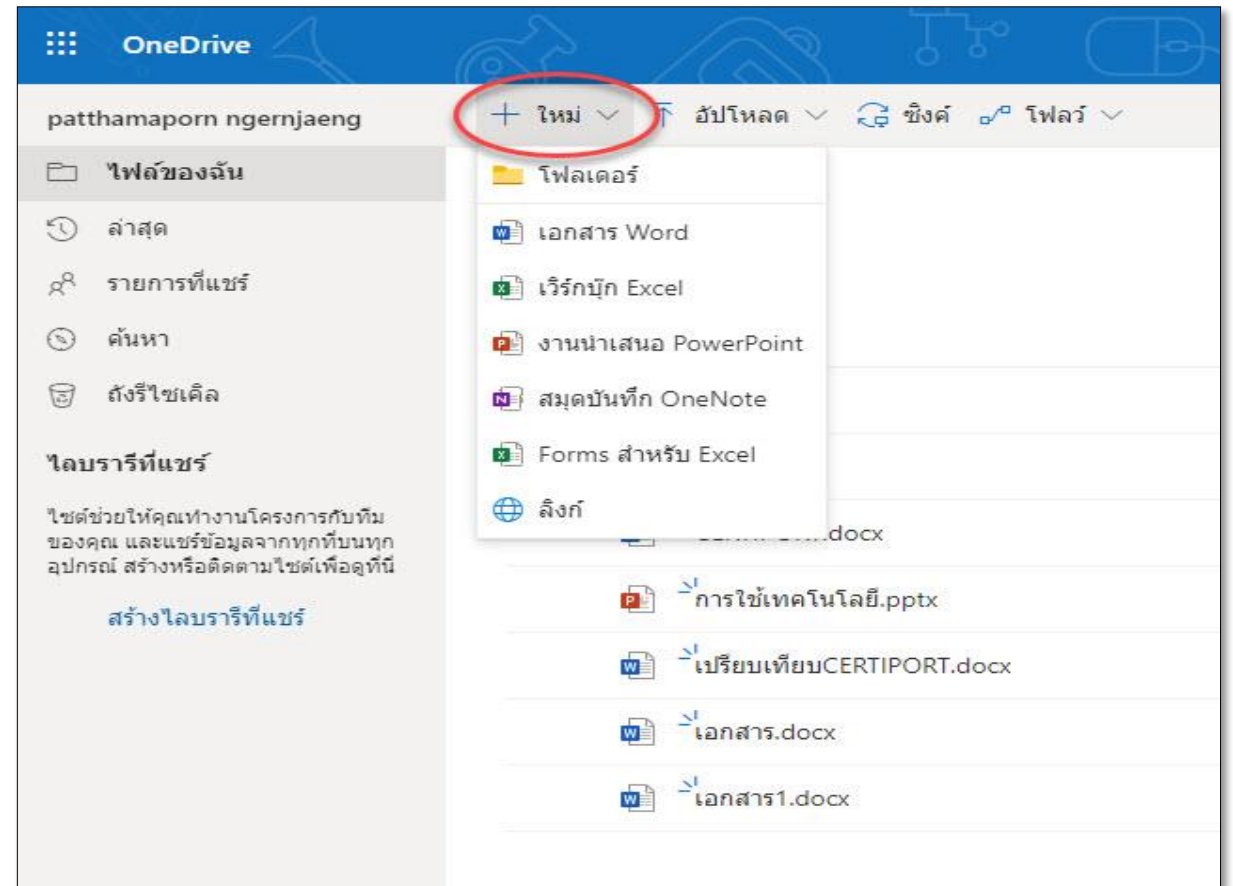 OneDrive
patthamaporn ngernjaeng
ใหม่
อัปโหลด
ซิงค์
โฟลว์
ไฟล์ของฉัน
ล่าสุด
รายการที่แชร์
ค้นหา
ถังรีไซเคิล
ไลบรารีที่แชร์
ไซต์ช่วยให้คุณทำงานโครงการกับทีม
ของคุณ และแชร์ข้อมูลจากทุกที่บนทุก
อุปกรณ์ สร้างหรือติดตามไซต์เพื่อดูที่นี่
สร้างไลบรารีที่แชร์
โฟลเดอร์
เอกสาร Word
เวิร์กบุ๊ก Excel
งานนำเสนอ PowerPoint
สมุดบันทึก OneNote
Forms สำหรับ Excel
ลิงก์
.docx
การใช้เทคโนโลยี.pptx
เปรียบเทียบCERTIPORT.docx
เอกสาร.docx
เอกสาร1.docx